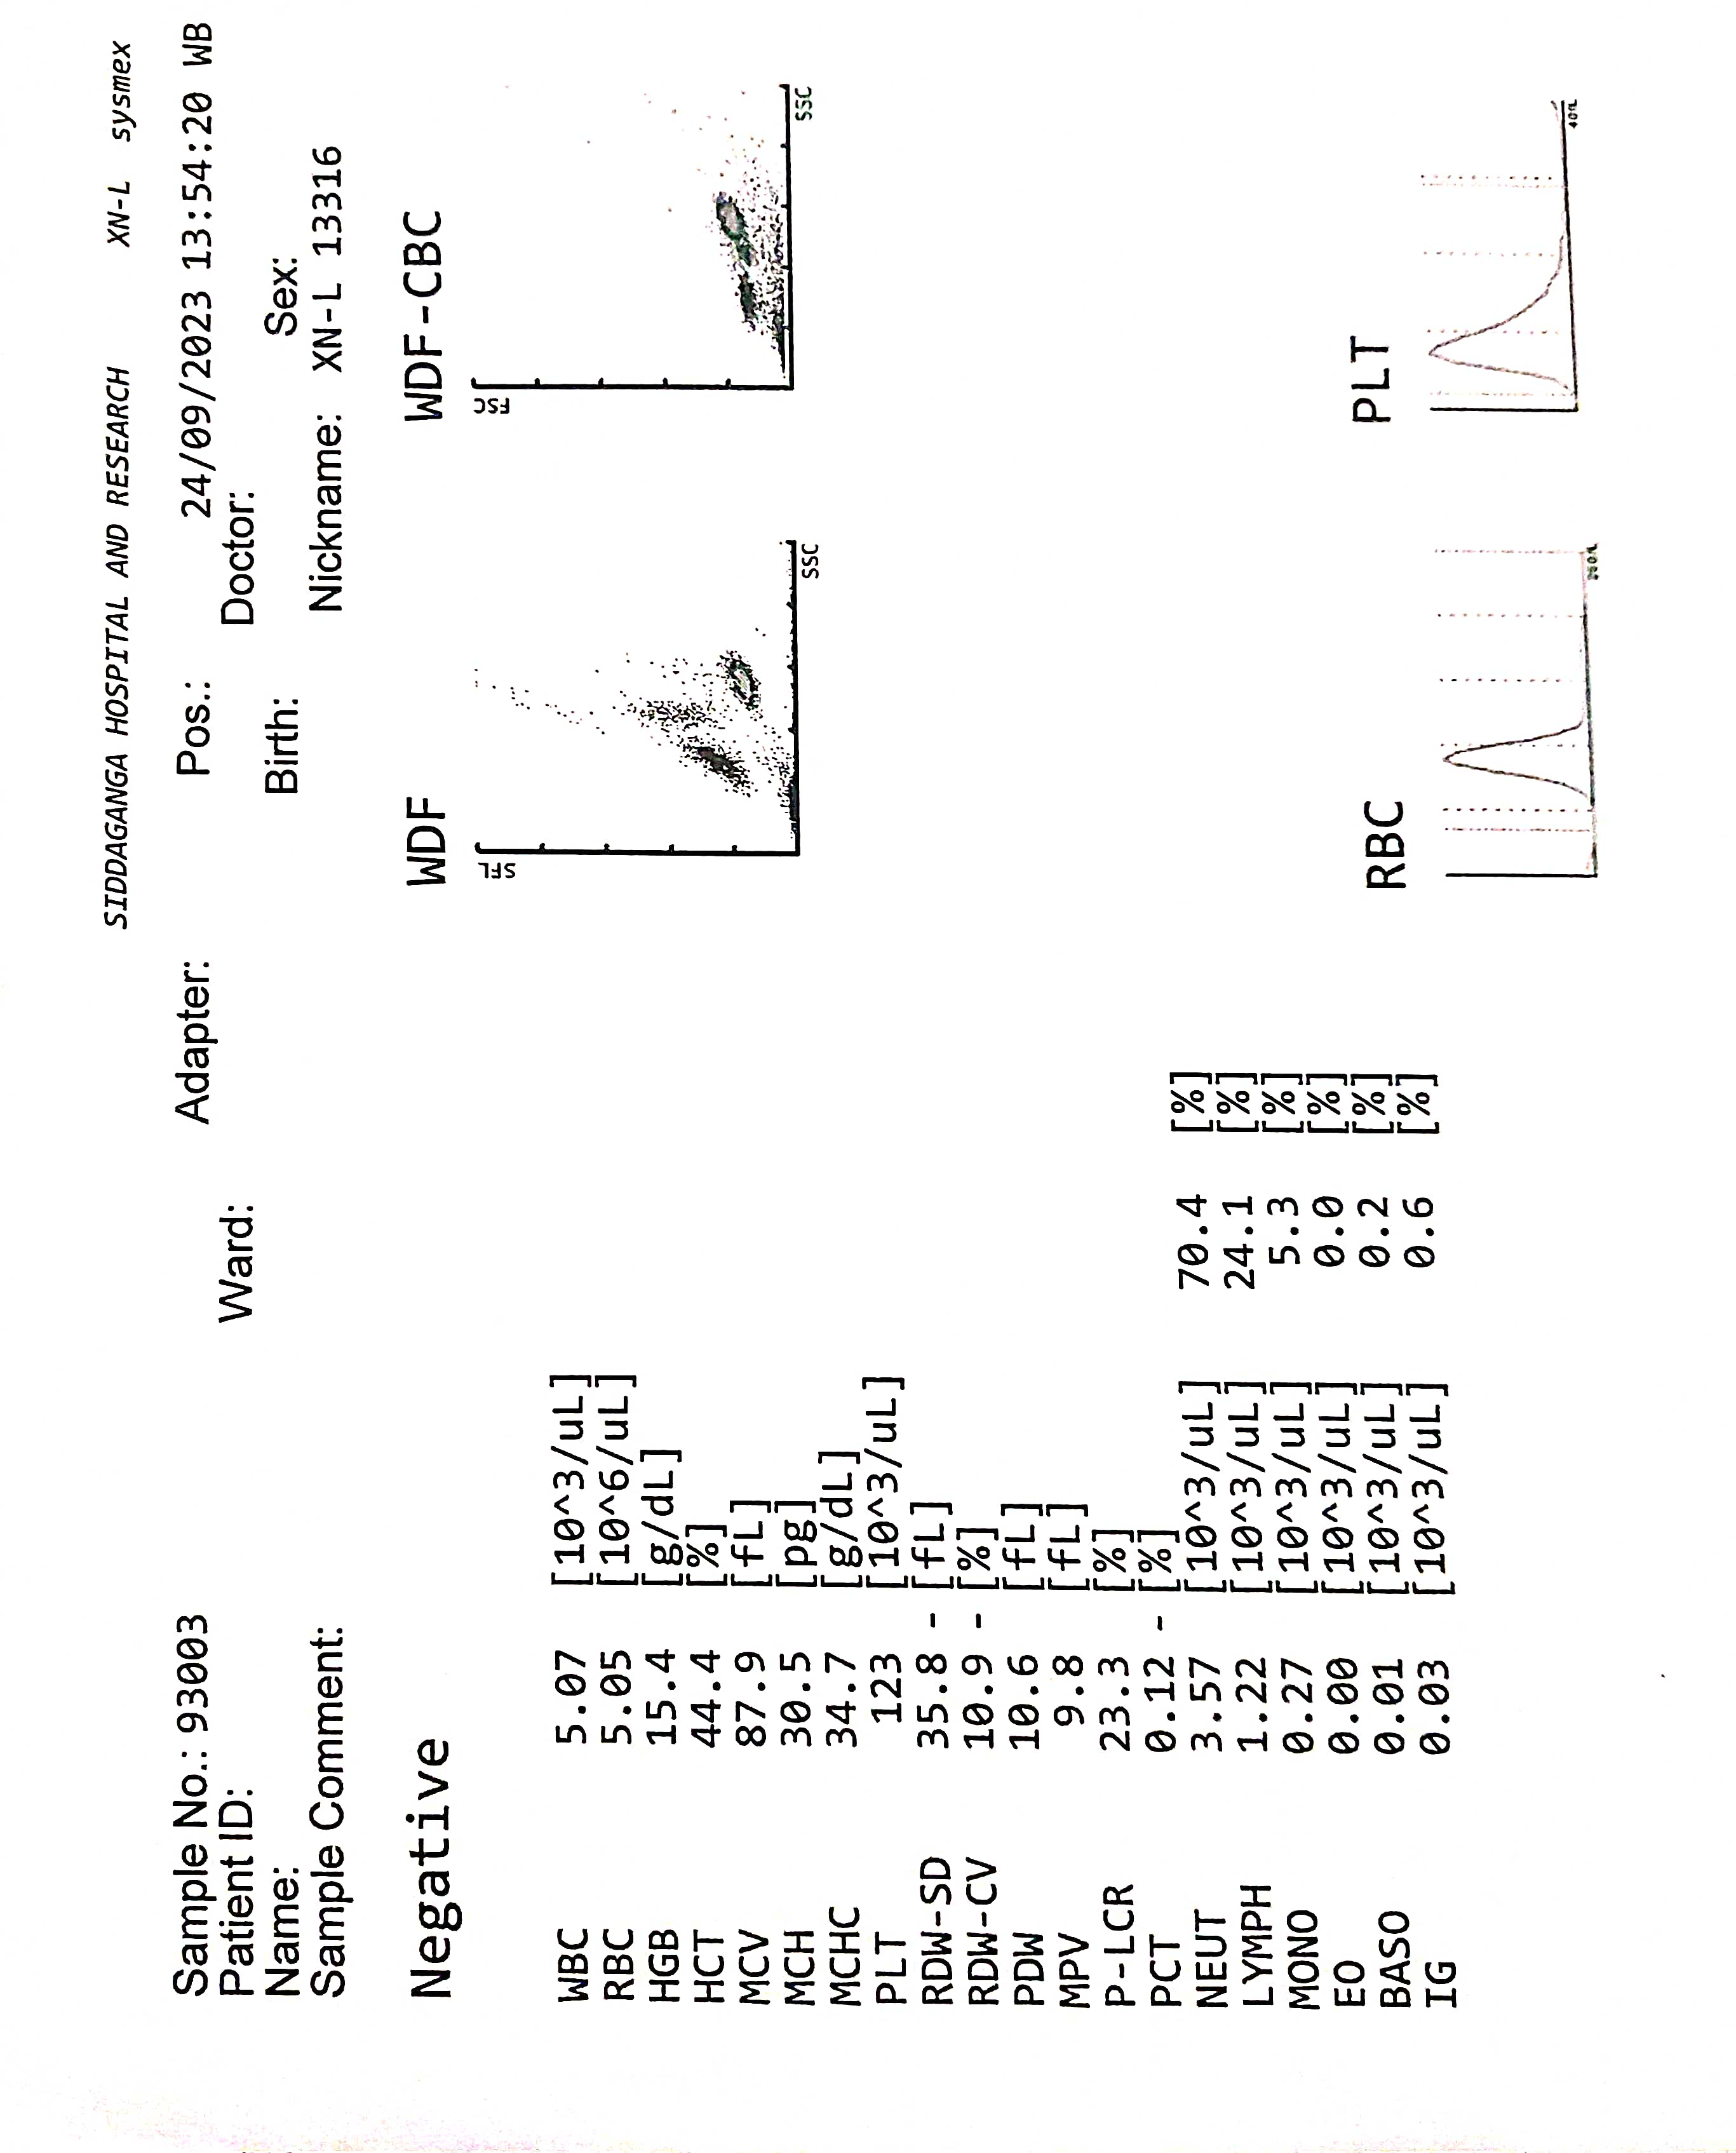 SIDDAGANGA HOSPITAL AND RESEARCH XN-L sysmex
Sample No.: 93003 Adapter: Pos.: 24/09/2023 13:54:20 WB
Patient ID: Ward: Doctor:
Name: Birth: Sex:
Sample Comment: Nickname: XN-L 13316
Negative WDF WDF-CBC
SFL FSC
WBC 5.07 [10^3/uL]
RBC 5.05 [10^6/uL]
HGB 15.4 [g/dL]
HCT 44.4 [%]
MCV 87.9 [fL]
MCH 30.5 [pg]
SSC SSC
MCHC 34.7 [g/dL]
PLT 123 [10^3/uL]
RDW-SD 35.8 - [fL]
RDW-CV 10.9 - [%]
PDW 10.6 [fL]
MPV 9.8 [fL]
P-LCR 23.3 [%]
PCT 0.12 - [%]
NEUT 3.57 [10^3/uL] 70.4 [%]
LYMPH 1.22 [10^3/uL] 24.1 [%]
MONO 0.27 [10^3/uL] 5.3 [%]
EO 0.00 [10^3/uL] 0.0 [%]
BASO 0.01 [10^3/uL] 0.2 [%]
IG 0.03 [10^3/uL] 0.6 [%]
RBC PLT
40fL